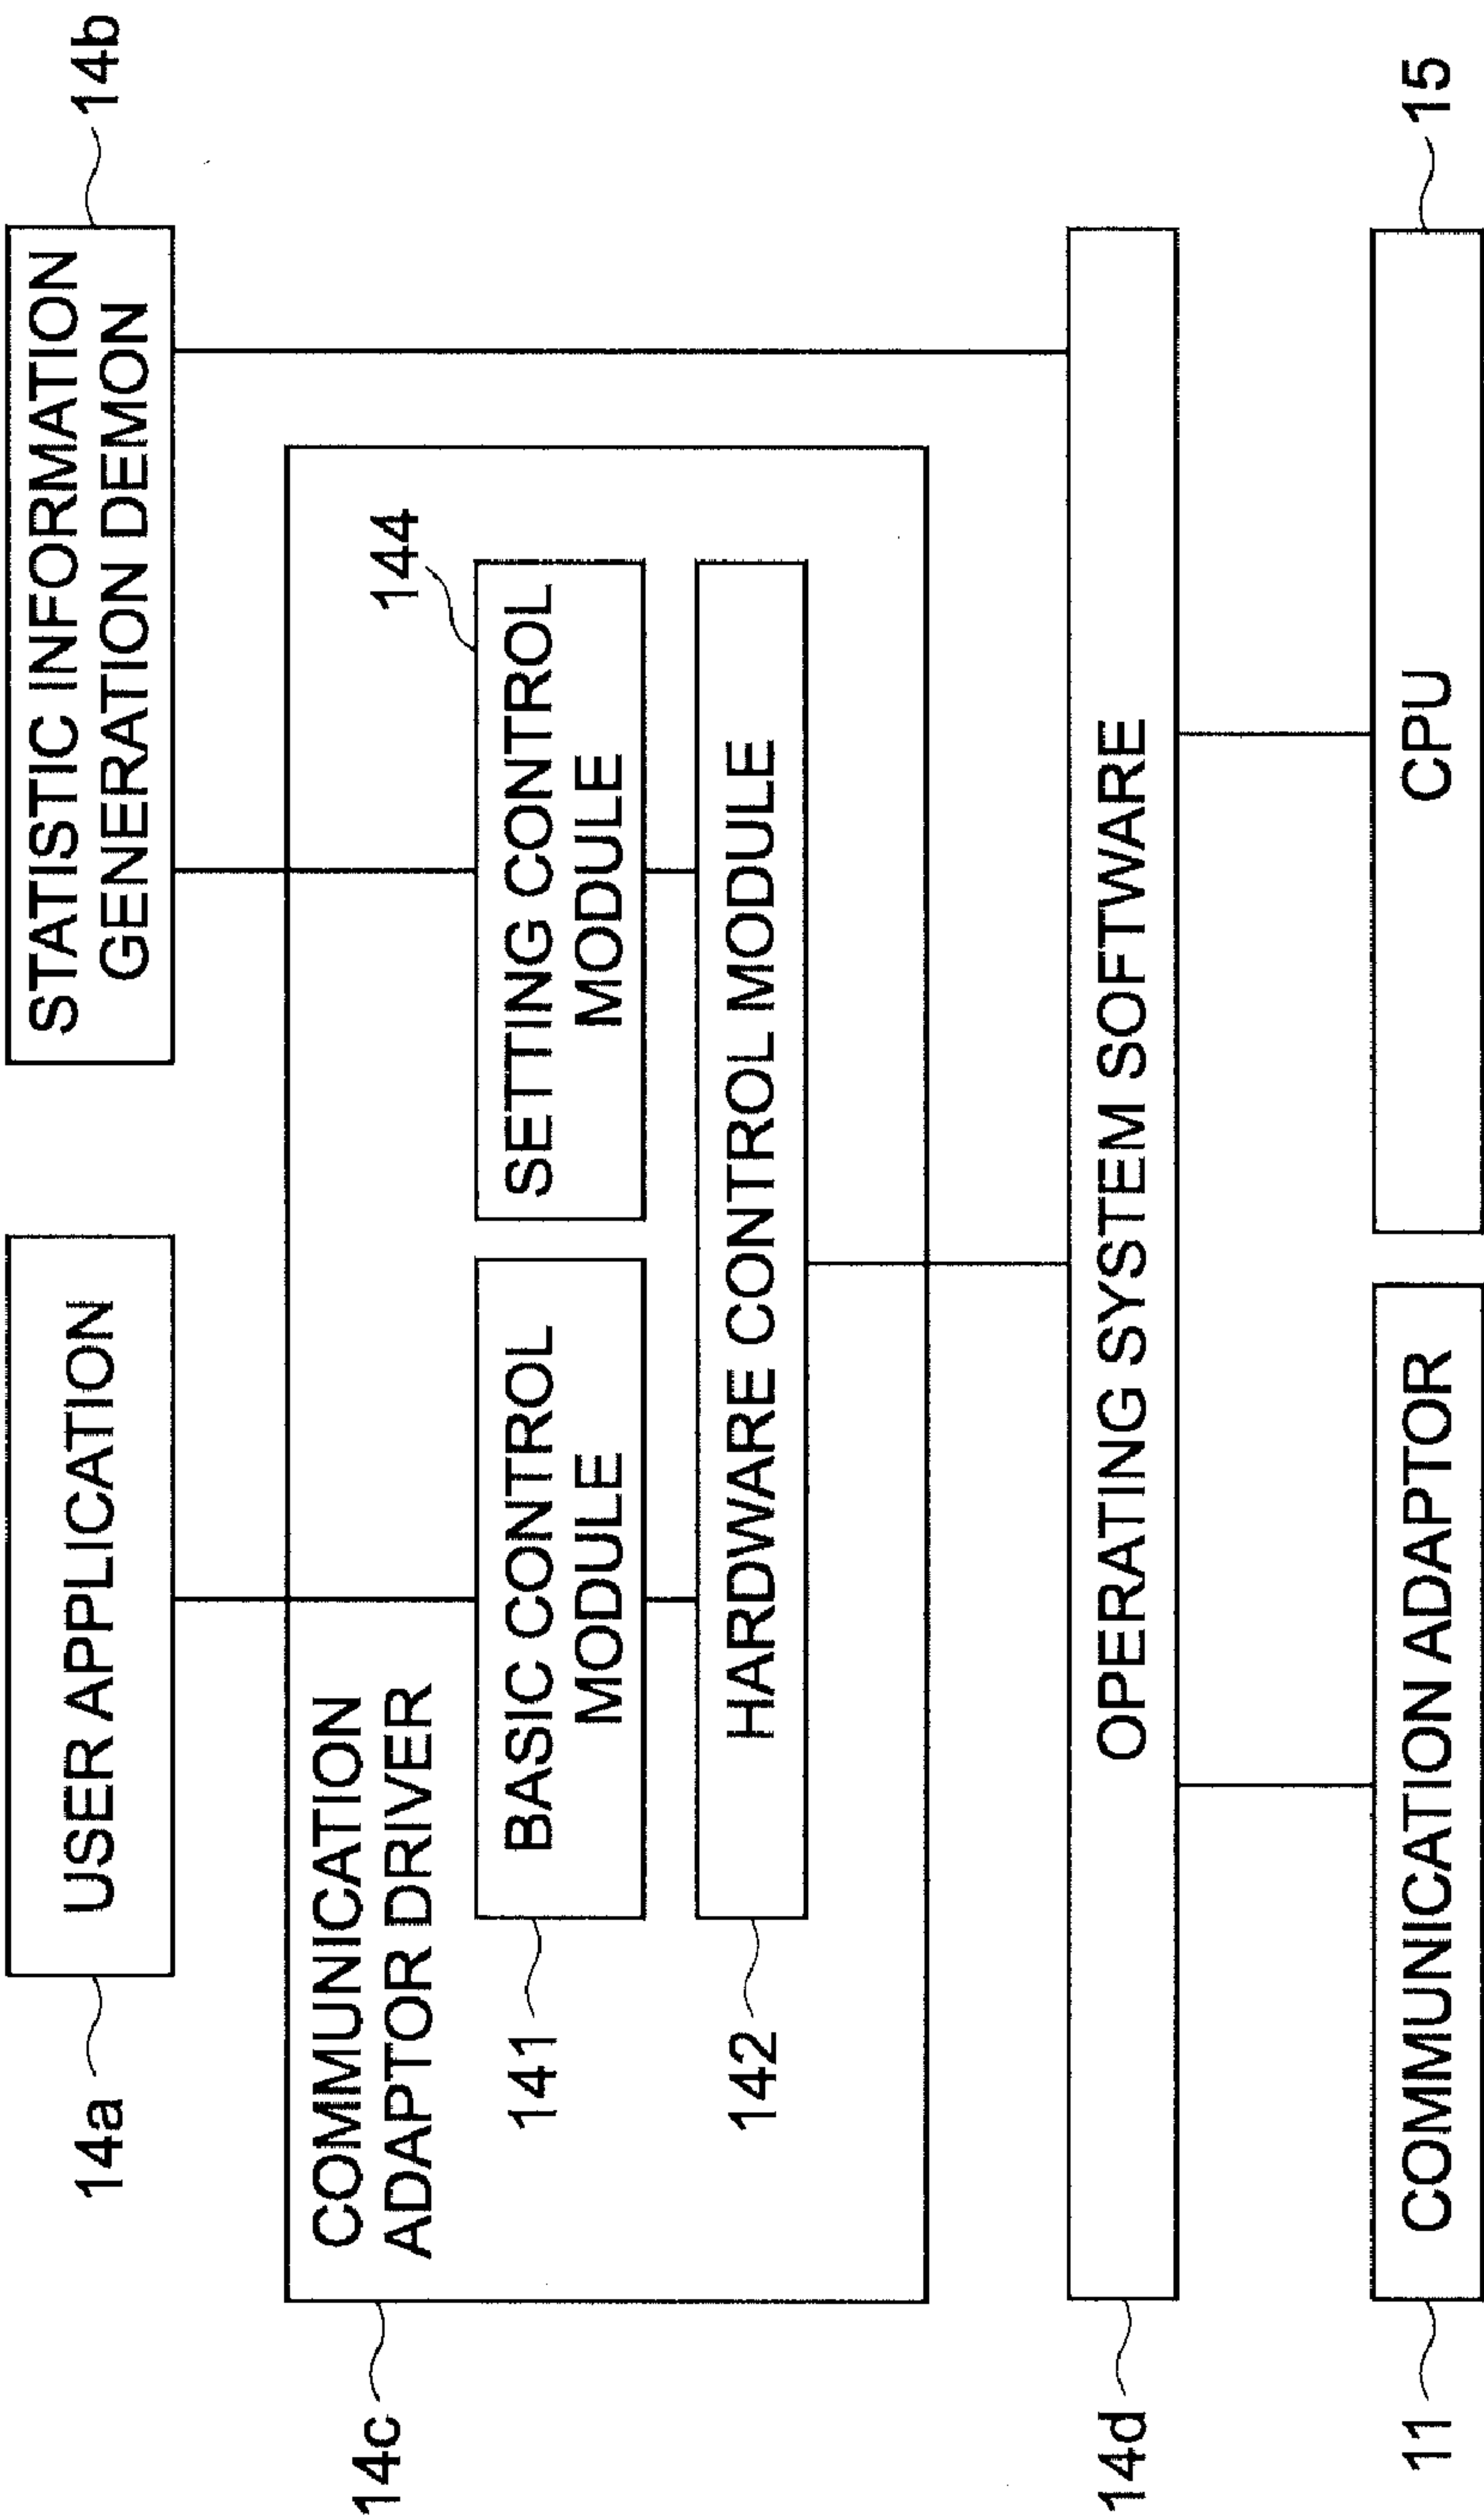 USER APPLICATION
14a
STATISTIC INFORMATION
GENERATION DEMON
14b
COMMUNICATION
ADAPTOR DRIVER
14c
144
BASIC CONTROL
MODULE
141
SETTING CONTROL
MODULE
HARDWARE CONTROL MODULE
142
OPERATING SYSTEM SOFTWARE
14d
COMMUNICATION ADAPTOR
11
CPU
15